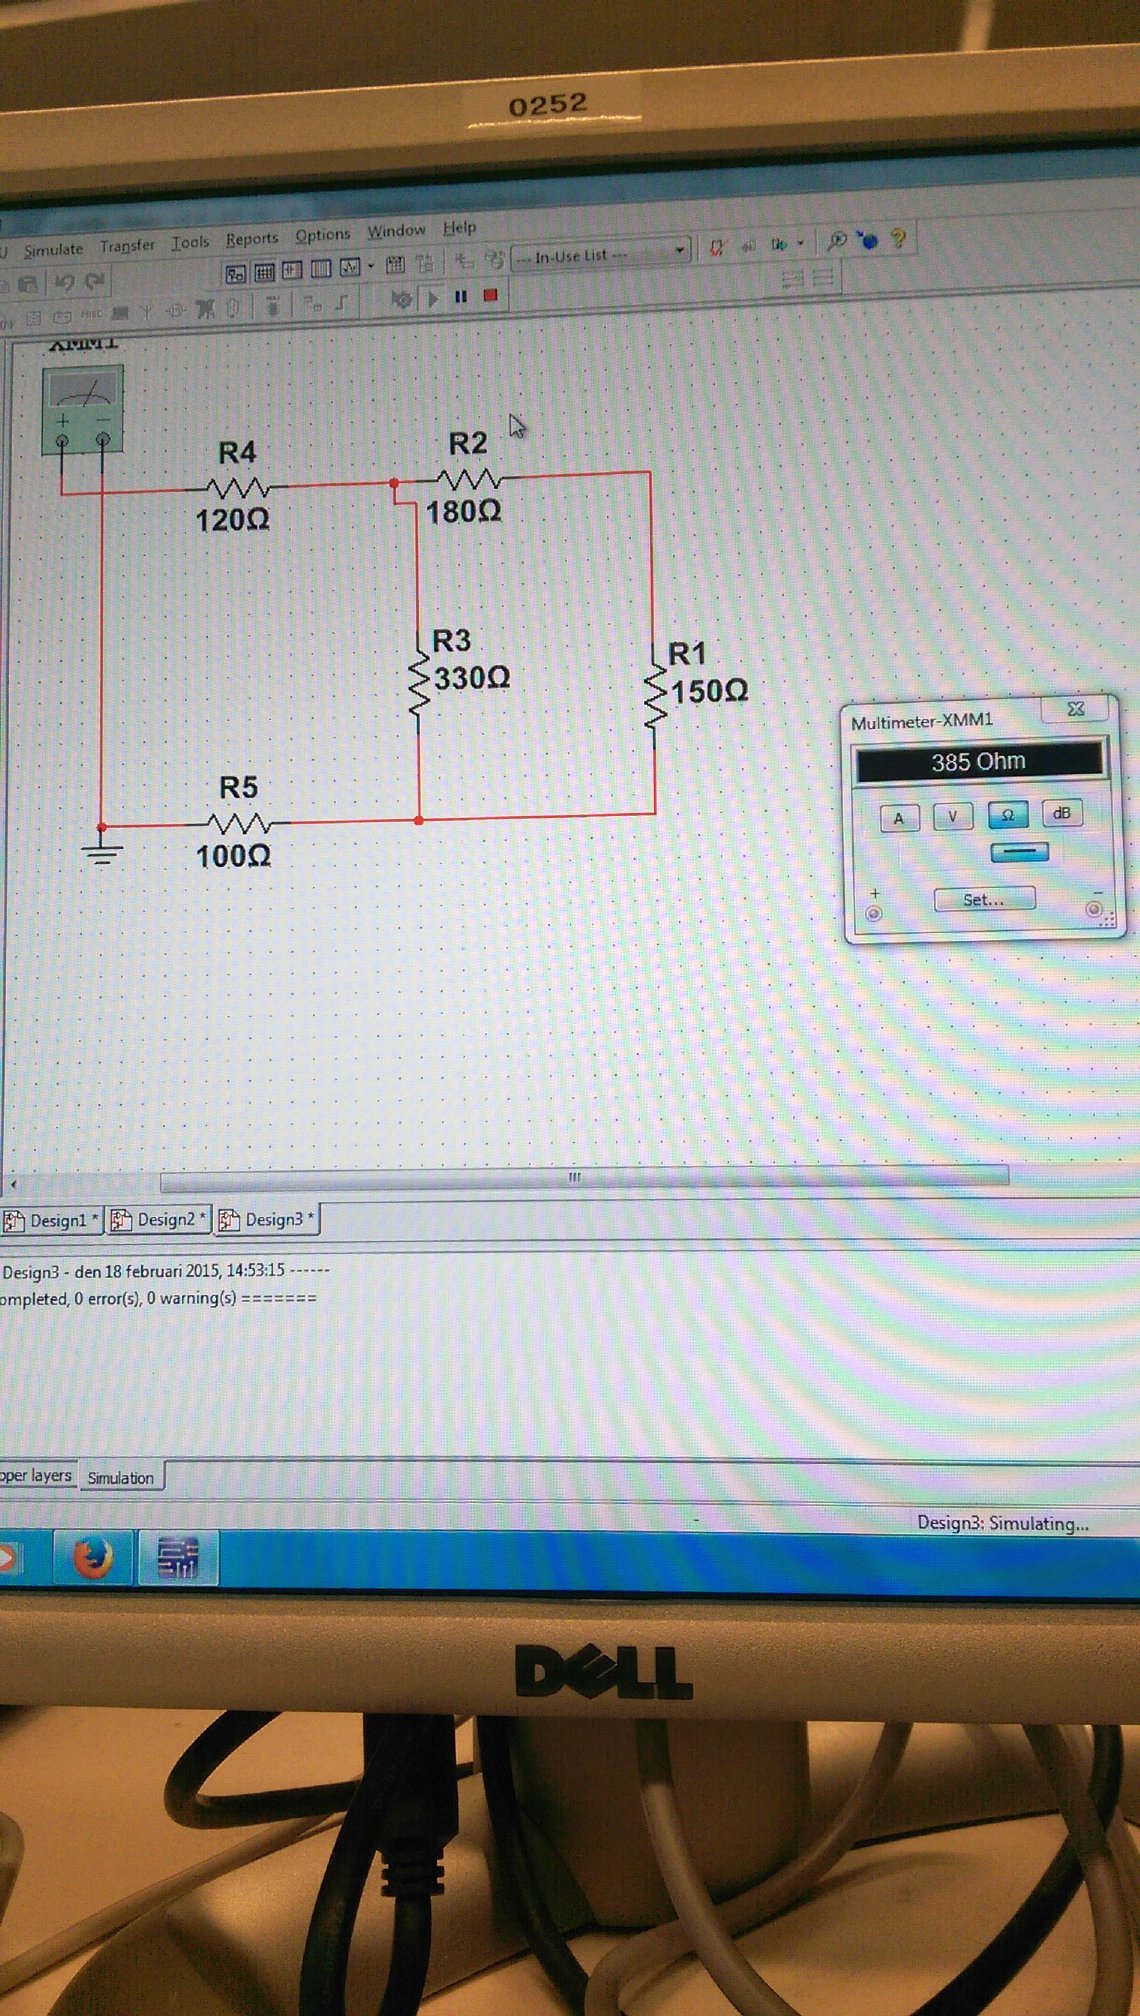 0252
Simulate Transfer Tools Reports Options Window Help
--- In-Use List ---
XMM1
+ −
R4
120Ω
R2
180Ω
R3
330Ω
R1
150Ω
R5
100Ω
Multimeter-XMM1
385 Ohm
A V Ω dB
+ −
Set...
Design1 * Design2 * Design3 *
Design3 - den 18 februari 2015, 14:53:15 ------
ompleted, 0 error(s), 0 warning(s) =======
pper layers Simulation
Design3: Simulating...
DELL